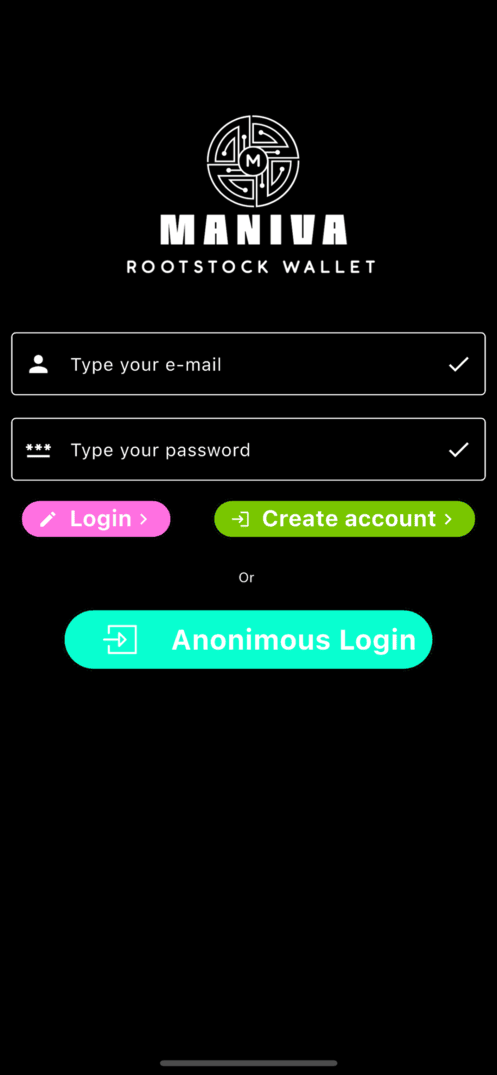 M
MANIVA
ROOTSTOCK WALLET
Type your e-mail
***
Type your password
Login
Create account
Or
Anonimous Login